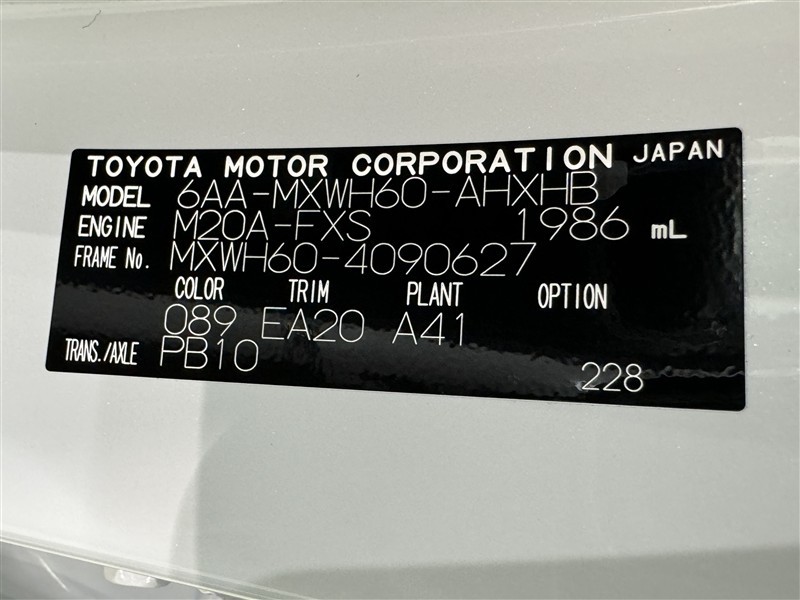 TOYOTA MOTOR CORPORATION JAPAN
MODEL 6AA-MXWH60-AHXHB
ENGINE M20A-FXS 1986 mL
FRAME No. MXWH60-4090627
COLOR TRIM PLANT OPTION
089 EA20 A41
TRANS./AXLE PB10
228